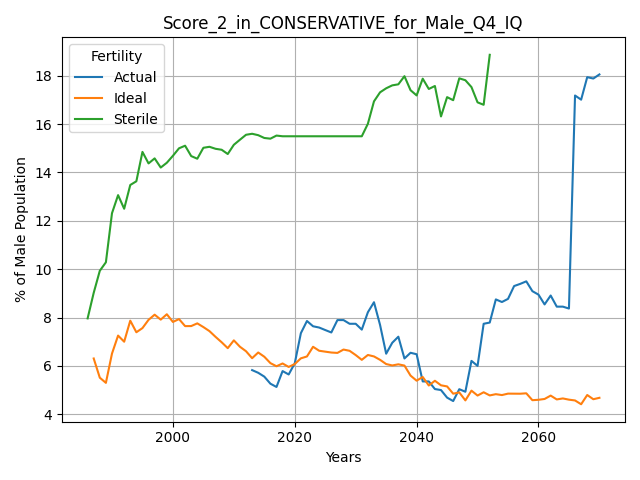 Score_2_in_CONSERVATIVE_for_Male_Q4_IQ
Fertility
Actual
Ideal
Sterile
% of Male Population
18
16
14
12
10
8
6
4
2000
2020
2040
2060
Years